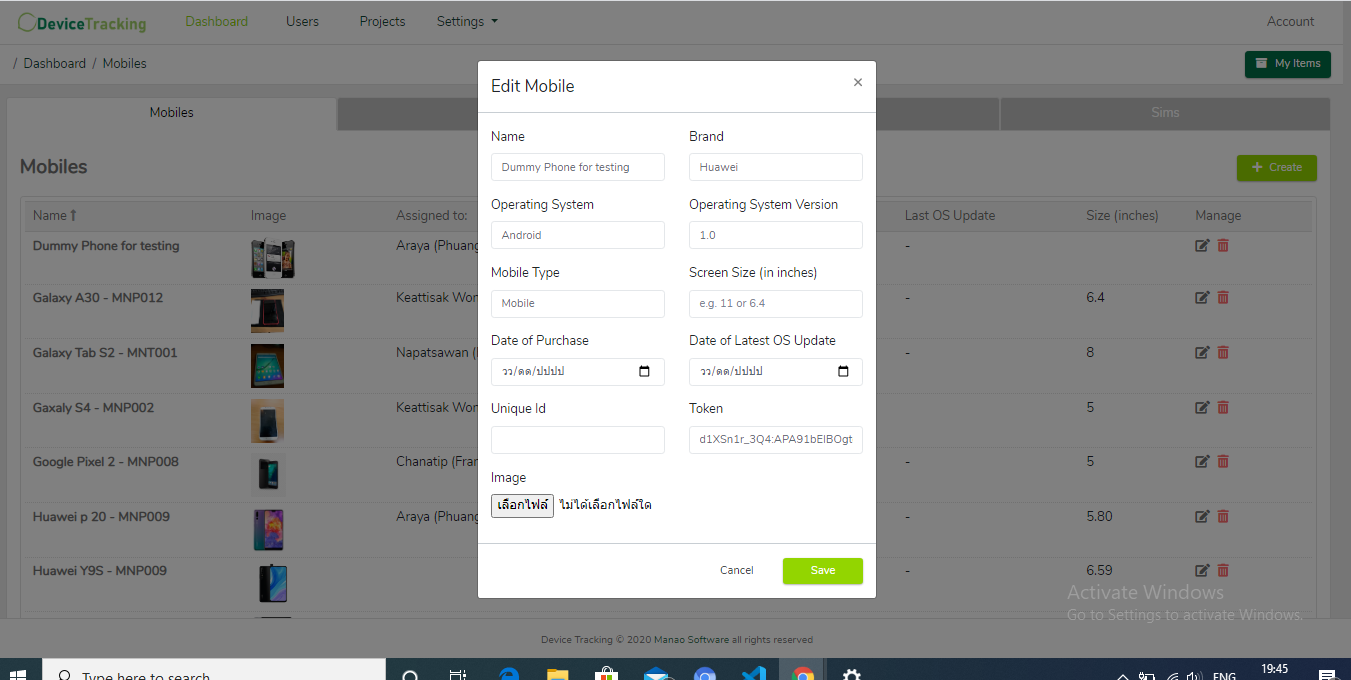 DeviceTracking Dashboard Users Projects Settings Account
/ Dashboard / Mobiles My Items
Mobiles Sims
Mobiles Create
Name Image Assigned to: Last OS Update Size (inches) Manage
Dummy Phone for testing Araya (Phuang -
Galaxy A30 - MNP012 Keattisak Won - 6.4
Galaxy Tab S2 - MNT001 Napatsawan ( - 8
Gaxaly S4 - MNP002 Keattisak Won - 5
Google Pixel 2 - MNP008 Chanatip (Fran - 5
Huawei p 20 - MNP009 Araya (Phuang - 5.80
Huawei Y9S - MNP009 - 6.59
Edit Mobile ×
Name Brand
Dummy Phone for testing Huawei
Operating System Operating System Version
Android 1.0
Mobile Type Screen Size (in inches)
Mobile e.g. 11 or 6.4
Date of Purchase Date of Latest OS Update
วว/ดด/ปปปป วว/ดด/ปปปป
Unique Id Token
d1XSn1r_3Q4:APA91bEIBOgt
Image
เลือกไฟล์ ไม่ได้เลือกไฟล์ใด
Cancel Save
Activate Windows
Go to Settings to activate Windows.
Device Tracking © 2020 Manao Software all rights reserved
Type here to search ENG 19:45